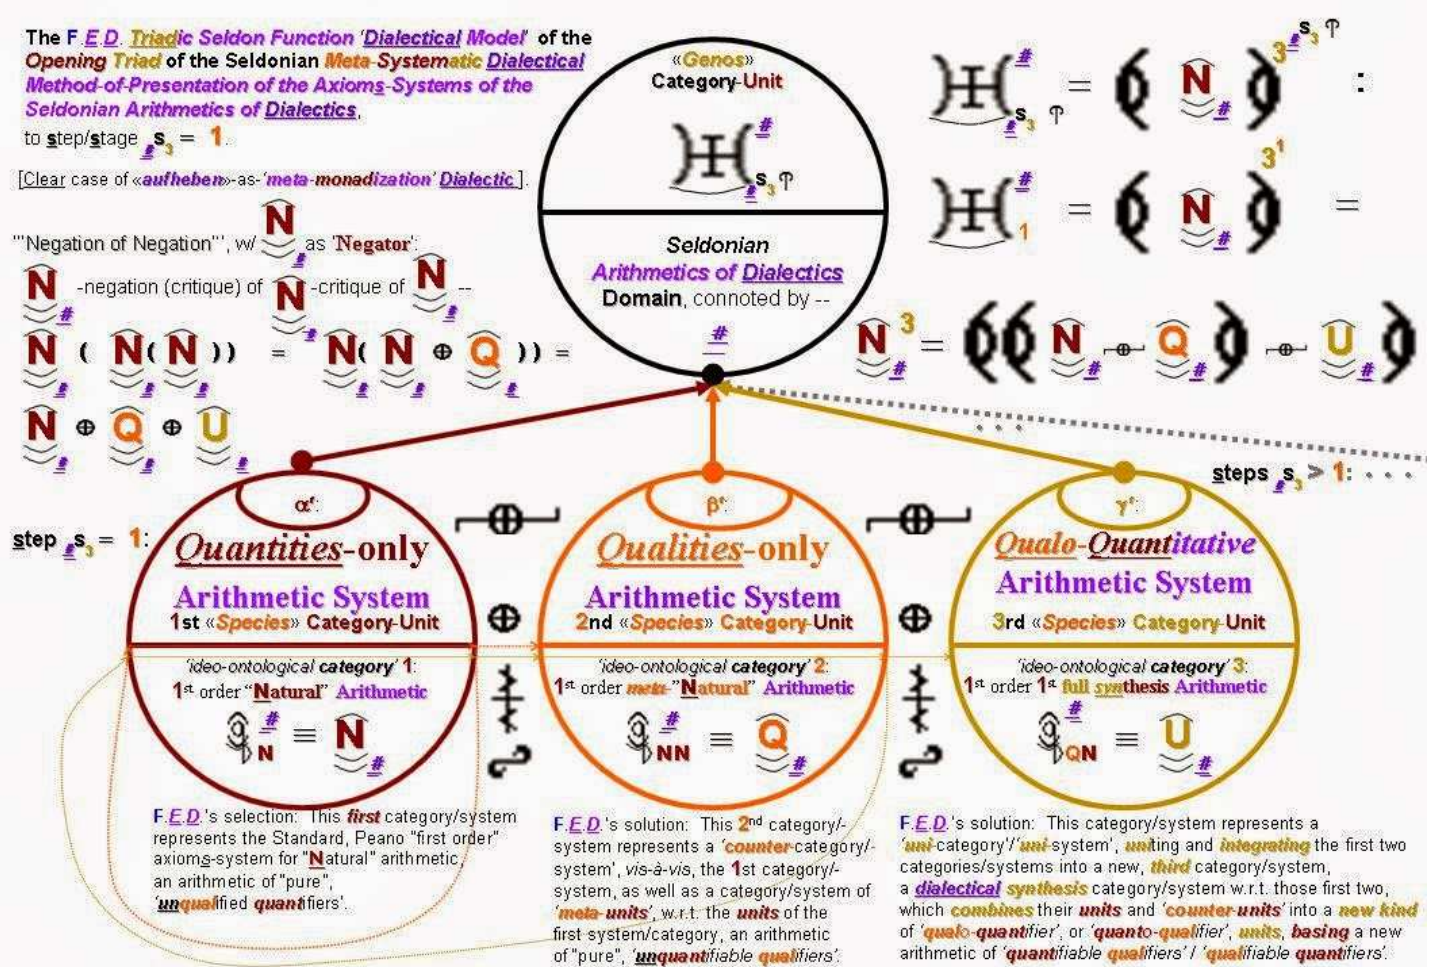 The F.E.D. Triadic Seldon Function 'Dialectical Model' of the
Opening Triad of the Seldonian Meta-Systematic Dialectical
Method-of-Presentation of the Axioms-Systems of the
Seldonian Arithmetics of Dialectics,
to step/stage #s3 = 1.
[Clear case of «aufheben»-as-'meta-monadization' Dialectic ].
'"Negation of Negation"', w/ N# as 'Negator':
N# -negation (critique) of N# -critique of N# --
N# ( N#(N# )) = N#( N# ⊕ Q# )) =
N# ⊕ Q# ⊕ U#
«Genos»
Category-Unit
# #s3
Seldonian
Arithmetics of Dialectics
Domain, connoted by --
#
# #s3 = ( N# ) 3 #s3 :
# 1 = ( N# ) 3 1 =
N# 3 = (( N# ⊕ Q# ) ⊕ U# )
. . .
steps #s3 > 1: . . .
step #s3 = 1:
α':
Quantities-only
Arithmetic System
1st «Species» Category-Unit
'ideo-ontological category' 1:
1st order "Natural" Arithmetic
# N ≡ N#
F.E.D.'s selection: This first category/system
represents the Standard, Peano "first order"
axioms-system for "Natural" arithmetic,
an arithmetic of "pure",
'unqualified quantifiers'.
⊕
⊕
β':
Qualities-only
Arithmetic System
2nd «Species» Category-Unit
'ideo-ontological category' 2:
1st order meta-"Natural" Arithmetic
# NN ≡ Q#
F.E.D.'s solution: This 2nd category/-
system represents a 'counter-category/-
system', vis-à-vis, the 1st category/-
system, as well as a category/system of
'meta-units', w.r.t. the units of the
first system/category, an arithmetic
of "pure", 'unquantifiable qualifiers'.
⊕
⊕
γ':
Qualo-Quantitative
Arithmetic System
3rd «Species» Category-Unit
'ideo-ontological category' 3:
1st order 1st full synthesis Arithmetic
# QN ≡ U#
F.E.D.'s solution: This category/system represents a
'uni-category'/'uni-system', uniting and integrating the first two
categories/systems into a new, third category/system,
a dialectical synthesis category/system w.r.t. those first two,
which combines their units and 'counter-units' into a new kind
of 'qualo-quantifier', or 'quanto-qualifier', units, basing a new
arithmetic of 'quantifiable qualifiers' / 'qualifiable quantifiers'.